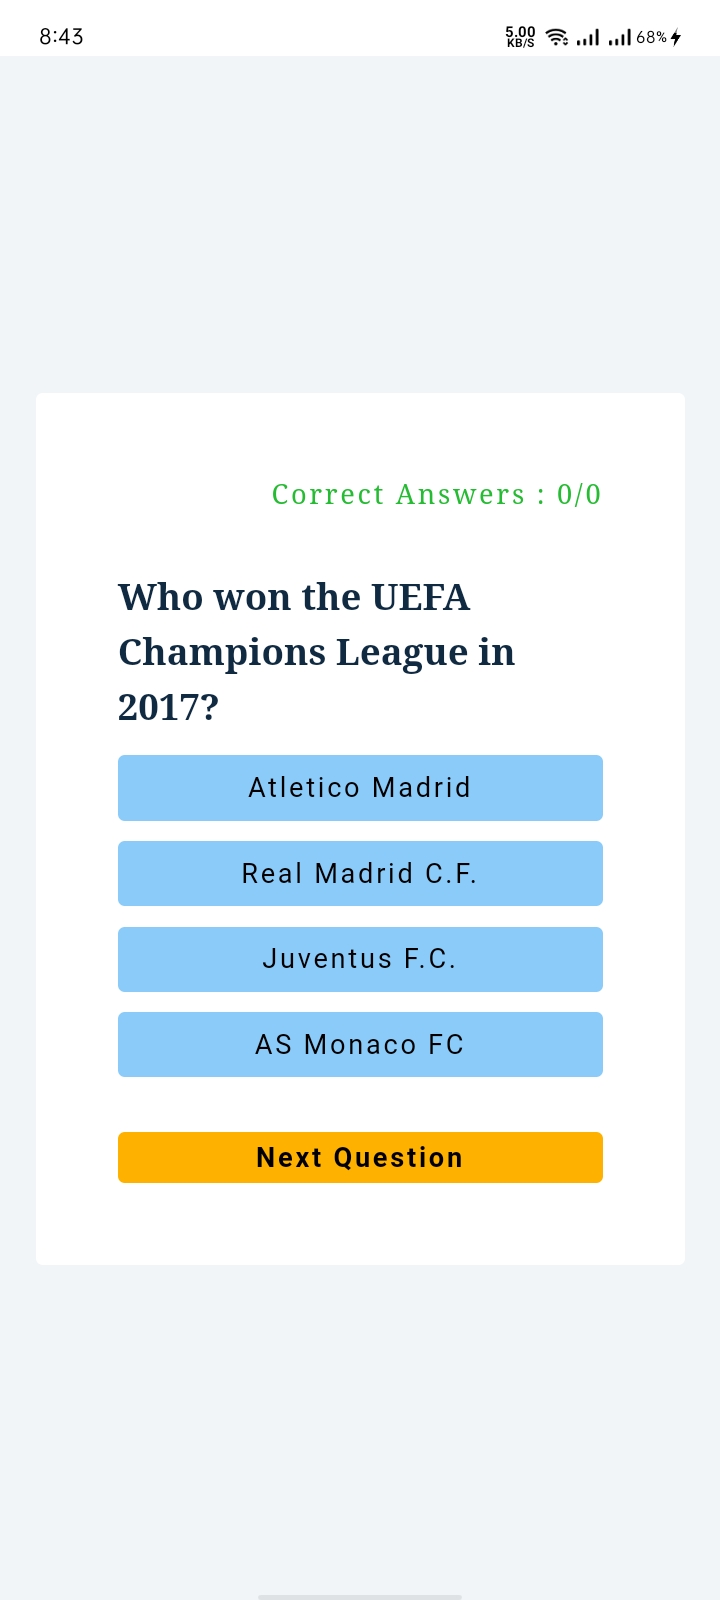 8:43
5.00
KB/S
68%
Correct Answers : 0/0
Who won the UEFA
Champions League in
2017?
Atletico Madrid
Real Madrid C.F.
Juventus F.C.
AS Monaco FC
Next Question